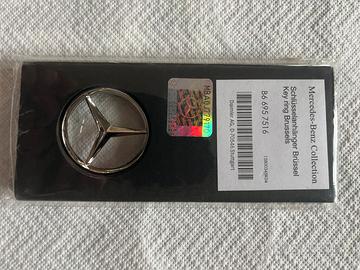 Mercedes-Benz Collection
Schlüsselanhänger Brüssel
Key ring Brussels
B6 695 7516
Daimler AG, D-70546 Stuttgart